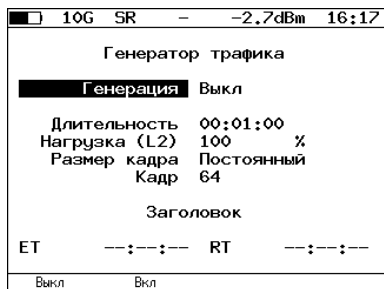 10G SR – -2.7dBm 16:17
Генератор трафика
Генерация Выкл
Длительность 00:01:00
Нагрузка (L2) 100 %
Размер кадра Постоянный
Кадр 64
Заголовок
ET --:--:-- RT --:--:--
Выкл Вкл